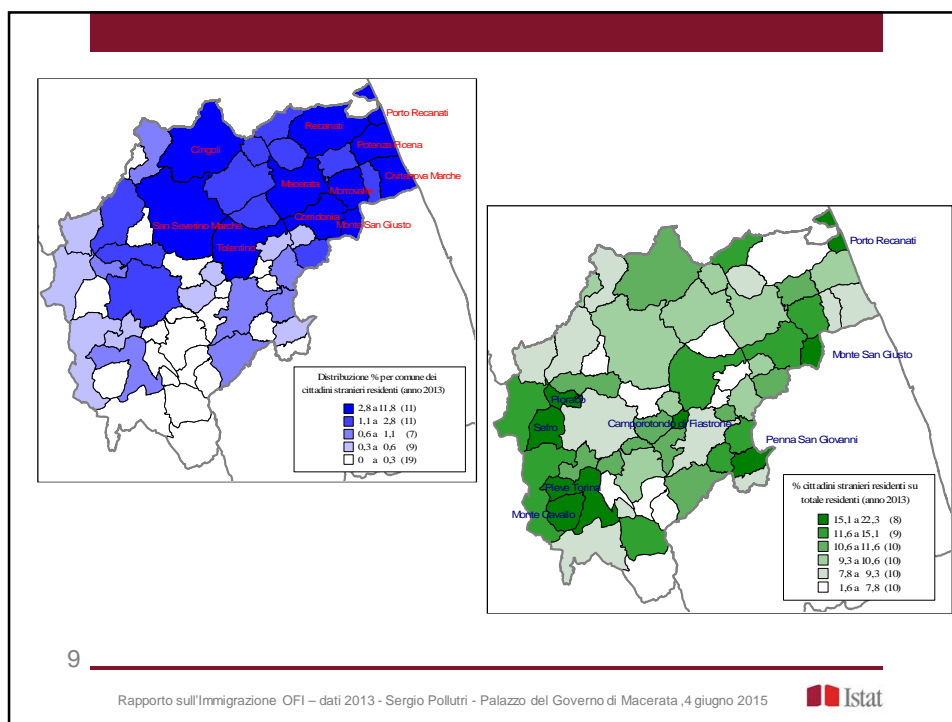 Porto Recanati
Recanati
Potenza Picena
Cingoli
Civitanova Marche
Macerata
Morrovalle
Corridonia
San Severino Marche
Monte San Giusto
Tolentino
Distribuzione % per comune dei
cittadini stranieri residenti (anno 2013)
2,8 a 11,8 (11)
1,1 a 2,8 (11)
0,6 a 1,1 (7)
0,3 a 0,6 (9)
0 a 0,3 (19)
Porto Recanati
Monte San Giusto
Pioraco
Camporotondo di Fiastrone
Sefro
Penna San Giovanni
Pieve Torina
Monte Cavallo
% cittadini stranieri residenti su
totale residenti (anno 2013)
15,1 a 22,3 (8)
11,6 a 15,1 (9)
10,6 a 11,6 (10)
9,3 a 10,6 (10)
7,8 a 9,3 (10)
1,6 a 7,8 (10)
9
Rapporto sull'Immigrazione OFI – dati 2013 - Sergio Pollutri - Palazzo del Governo di Macerata ,4 giugno 2015
Istat